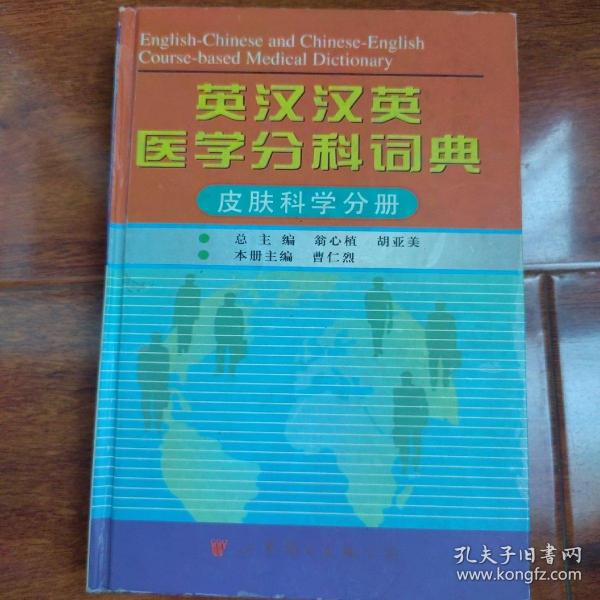 English-Chinese and Chinese-English
Course-based Medical Dictionary
英汉汉英
医学分科词典
皮肤科学分册
总主编 翁心植 胡亚美
本册主编 曹仁烈
孔夫子旧书网
www.kongfz.com